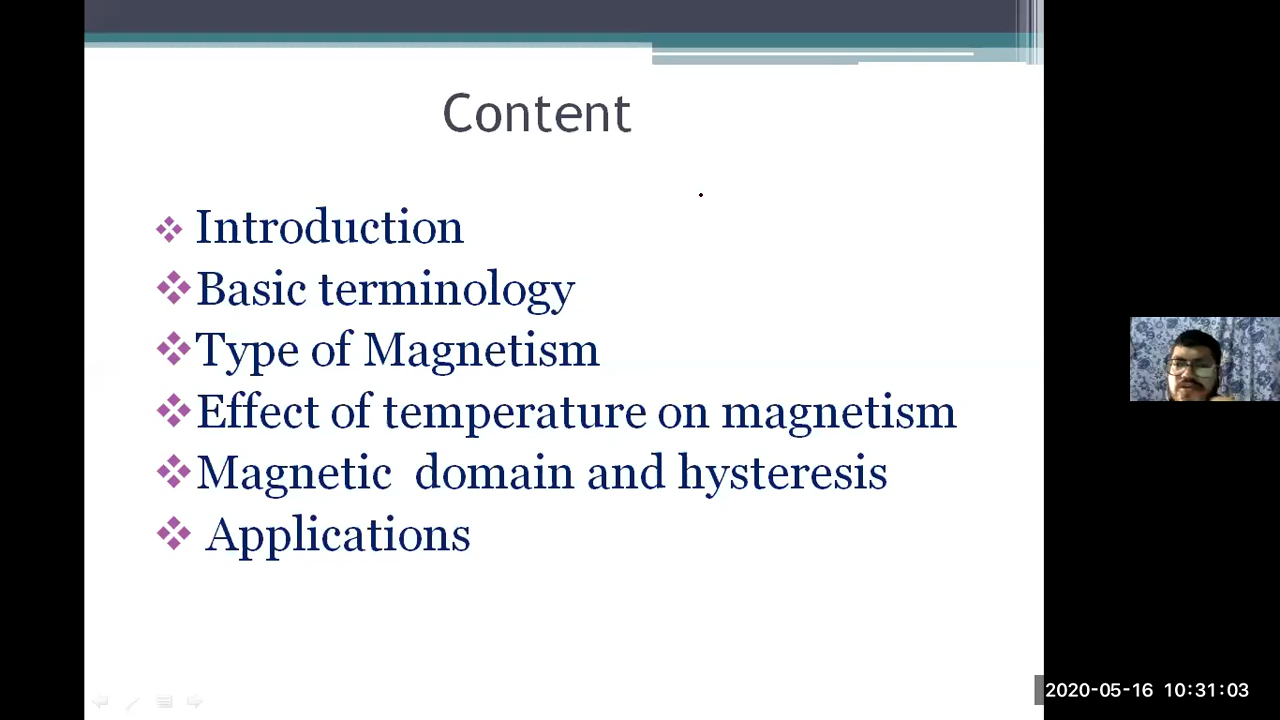 Content
Introduction
Basic terminology
Type of Magnetism
Effect of temperature on magnetism
Magnetic domain and hysteresis
Applications
2020-05-16 10:31:03